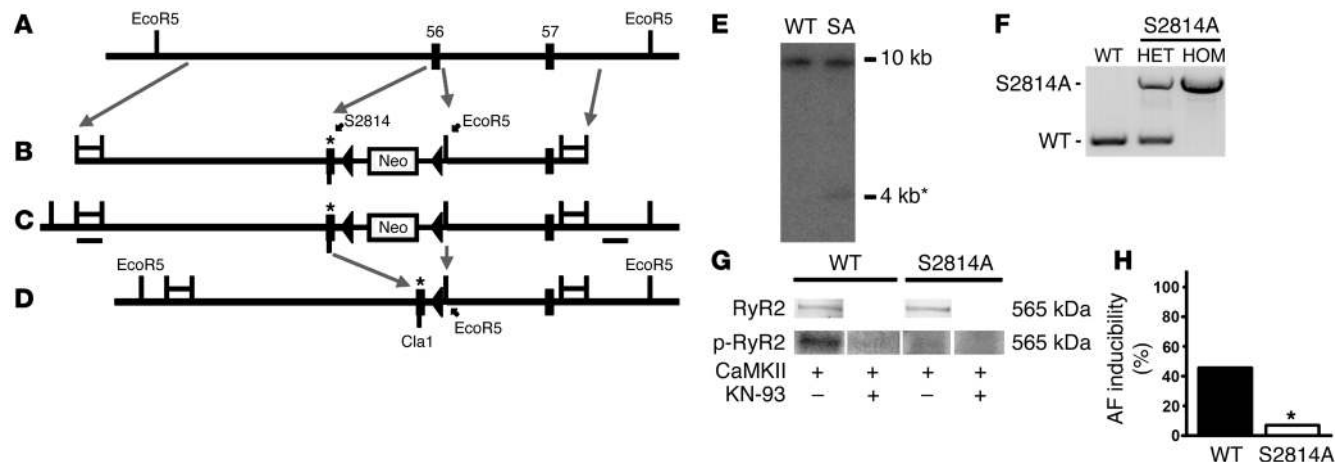 A
EcoR5
56
57
EcoR5
B
*
S2814
Neo
EcoR5
C
*
Neo
D
EcoR5
*
Cla1
EcoR5
EcoR5
E
WT SA
10 kb
4 kb*
F
S2814A
WT HET HOM
S2814A -
WT -
G
WT S2814A
RyR2 565 kDa
p-RyR2 565 kDa
CaMKII + + + +
KN-93 – + – +
H
AF inducibility
(%)
100
80
60
40
20
0
*
WT S2814A